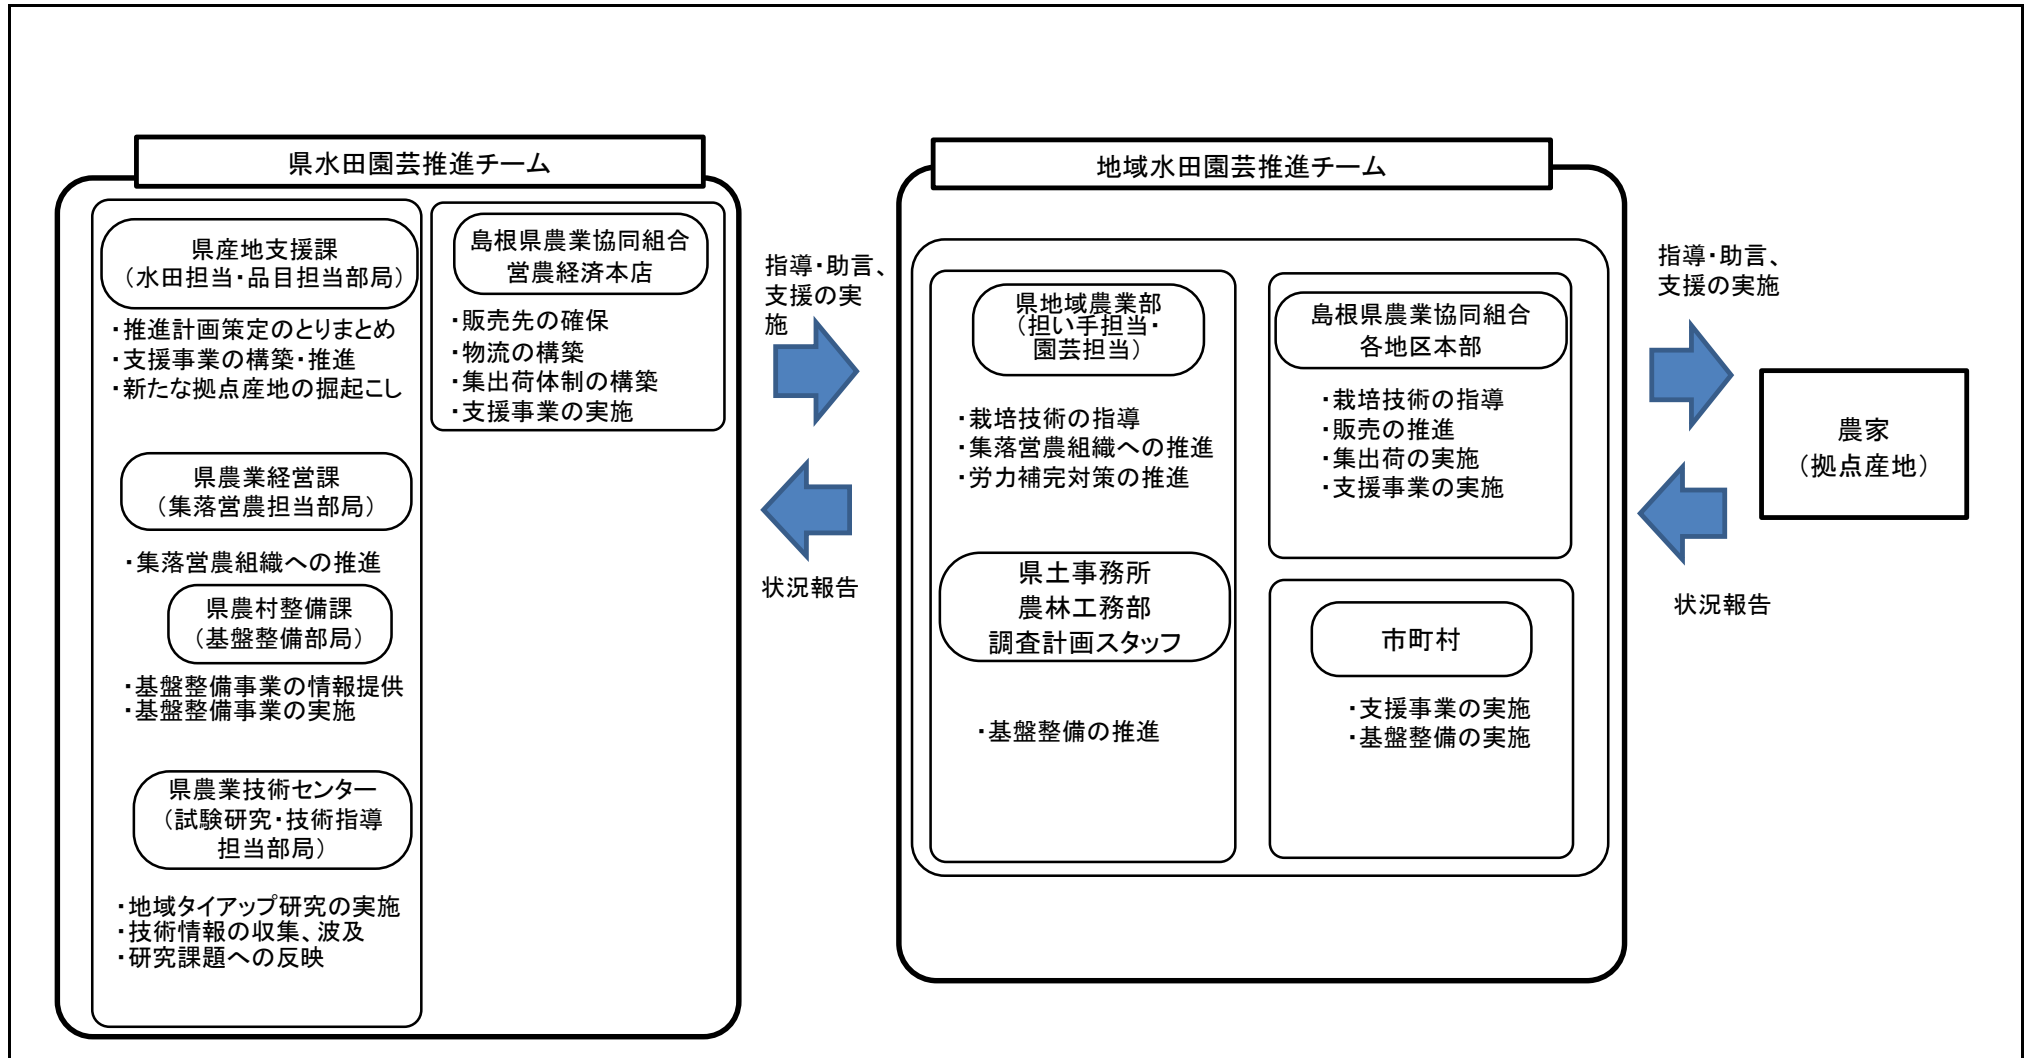 県水田園芸推進チーム
県産地支援課
（水田担当・品目担当部局）
・推進計画策定のとりまとめ
・支援事業の構築・推進
・新たな拠点産地の掘起こし
県農業経営課
（集落営農担当部局）
・集落営農組織への推進
県農村整備課
（基盤整備部局）
・基盤整備事業の情報提供
・基盤整備事業の実施
県農業技術センター
（試験研究・技術指導
担当部局）
・地域タイアップ研究の実施
・技術情報の収集、波及
・研究課題への反映
島根県農業協同組合
営農経済本店
・販売先の確保
・物流の構築
・集出荷体制の構築
・支援事業の実施
指導・助言、
支援の実
施
状況報告
地域水田園芸推進チーム
県地域農業部
（担い手担当・
園芸担当）
・栽培技術の指導
・集落営農組織への推進
・労力補完対策の推進
県土事務所
農林工務部
調査計画スタッフ
・基盤整備の推進
島根県農業協同組合
各地区本部
・栽培技術の指導
・販売の推進
・集出荷の実施
・支援事業の実施
市町村
・支援事業の実施
・基盤整備の実施
指導・助言、
支援の実施
状況報告
農家
（拠点産地）